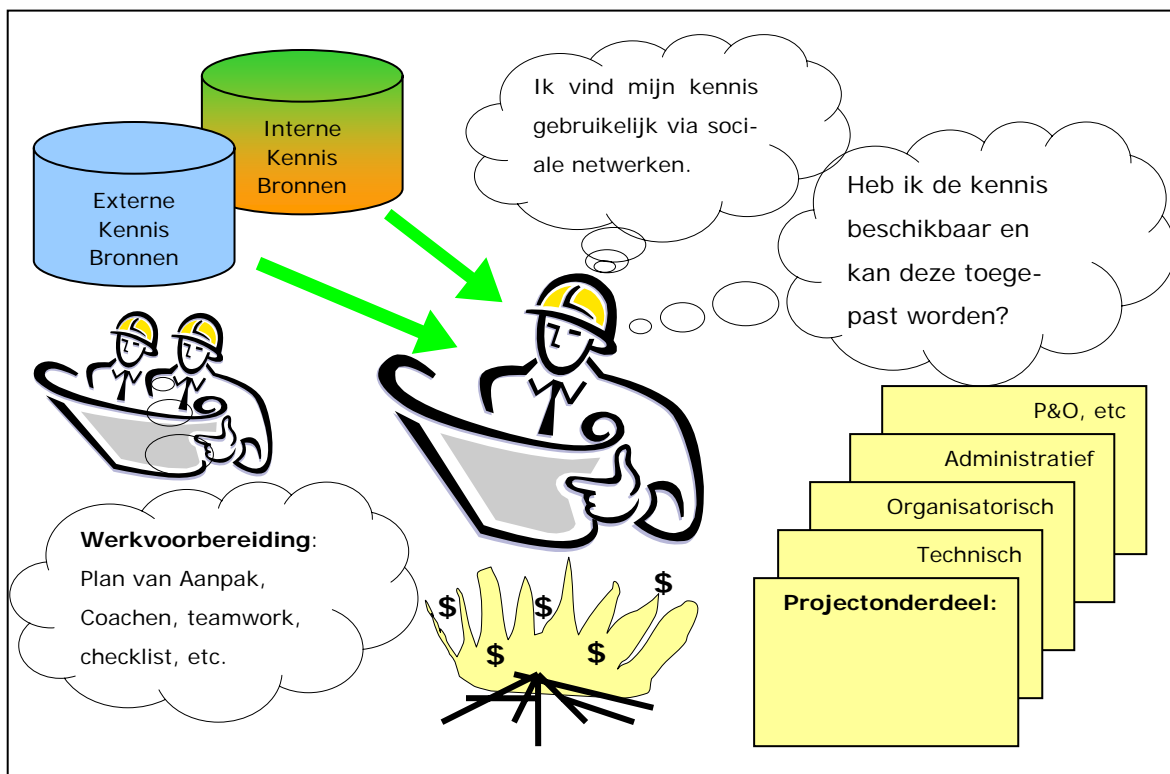 Interne
Kennis
Bronnen
Externe
Kennis
Bronnen
Ik vind mijn kennis
gebruikelijk via soci-
ale netwerken.
Heb ik de kennis
beschikbaar en
kan deze toege-
past worden?
P&O, etc
Administratief
Organisatorisch
Technisch
Projectonderdeel:
Werkvoorbereiding:
Plan van Aanpak,
Coachen, teamwork,
checklist, etc.
$ $ $
$ $